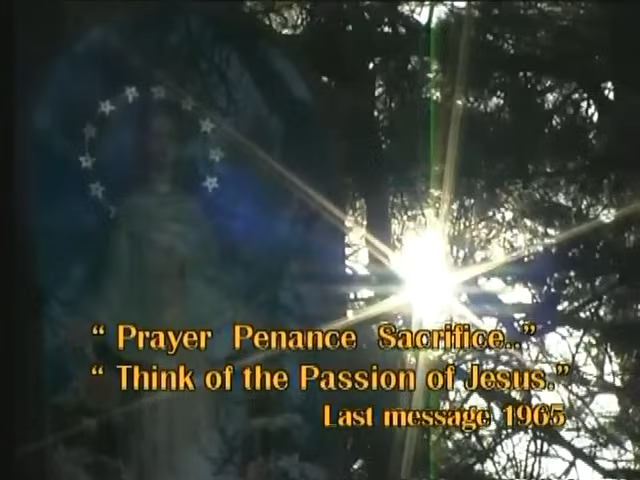 “ Prayer Penance Sacrifice..”
“ Think of the Passion of Jesus.”
Last message 1965